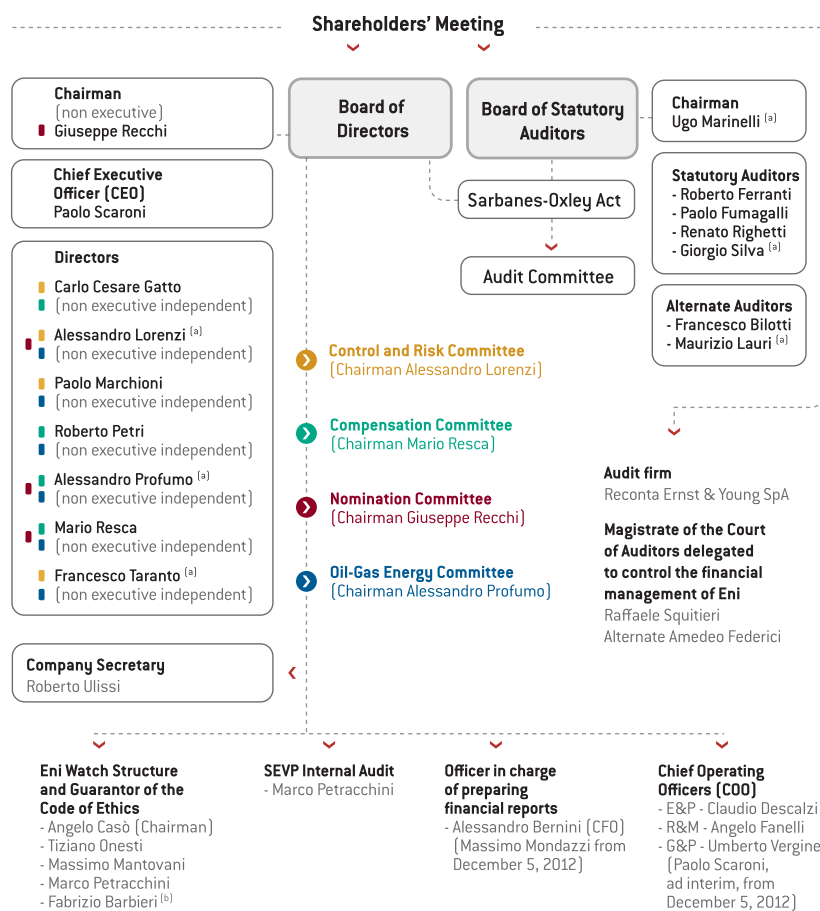 Shareholders' Meeting
Chairman
(non executive)
Giuseppe Recchi
Chief Executive
Officer (CEO)
Paolo Scaroni
Directors
Carlo Cesare Gatto
(non executive independent)
Alessandro Lorenzi (a)
(non executive independent)
Paolo Marchioni
(non executive independent)
Roberto Petri
(non executive independent)
Alessandro Profumo (a)
(non executive independent)
Mario Resca
(non executive independent)
Francesco Taranto (a)
(non executive independent)
Company Secretary
Roberto Ulissi
Board of
Directors
Board of Statutory
Auditors
Sarbanes-Oxley Act
Audit Committee
Chairman
Ugo Marinelli (a)
Statutory Auditors
- Roberto Ferranti
- Paolo Fumagalli
- Renato Righetti
- Giorgio Silva (a)
Alternate Auditors
- Francesco Bilotti
- Maurizio Lauri (a)
Control and Risk Committee
(Chairman Alessandro Lorenzi)
Compensation Committee
(Chairman Mario Resca)
Nomination Committee
(Chairman Giuseppe Recchi)
Oil-Gas Energy Committee
(Chairman Alessandro Profumo)
Audit firm
Reconta Ernst & Young SpA
Magistrate of the Court
of Auditors delegated
to control the financial
management of Eni
Raffaele Squitieri
Alternate Amedeo Federici
Eni Watch Structure
and Guarantor of the
Code of Ethics
- Angelo Casò (Chairman)
- Tiziano Onesti
- Massimo Mantovani
- Marco Petracchini
- Fabrizio Barbieri (b)
SEVP Internal Audit
- Marco Petracchini
Officer in charge
of preparing
financial reports
- Alessandro Bernini (CFO)
(Massimo Mondazzi from
December 5, 2012)
Chief Operating
Officers (COO)
- E&P - Claudio Descalzi
- R&M - Angelo Fanelli
- G&P - Umberto Vergine
(Paolo Scaroni,
ad interim, from
December 5, 2012)